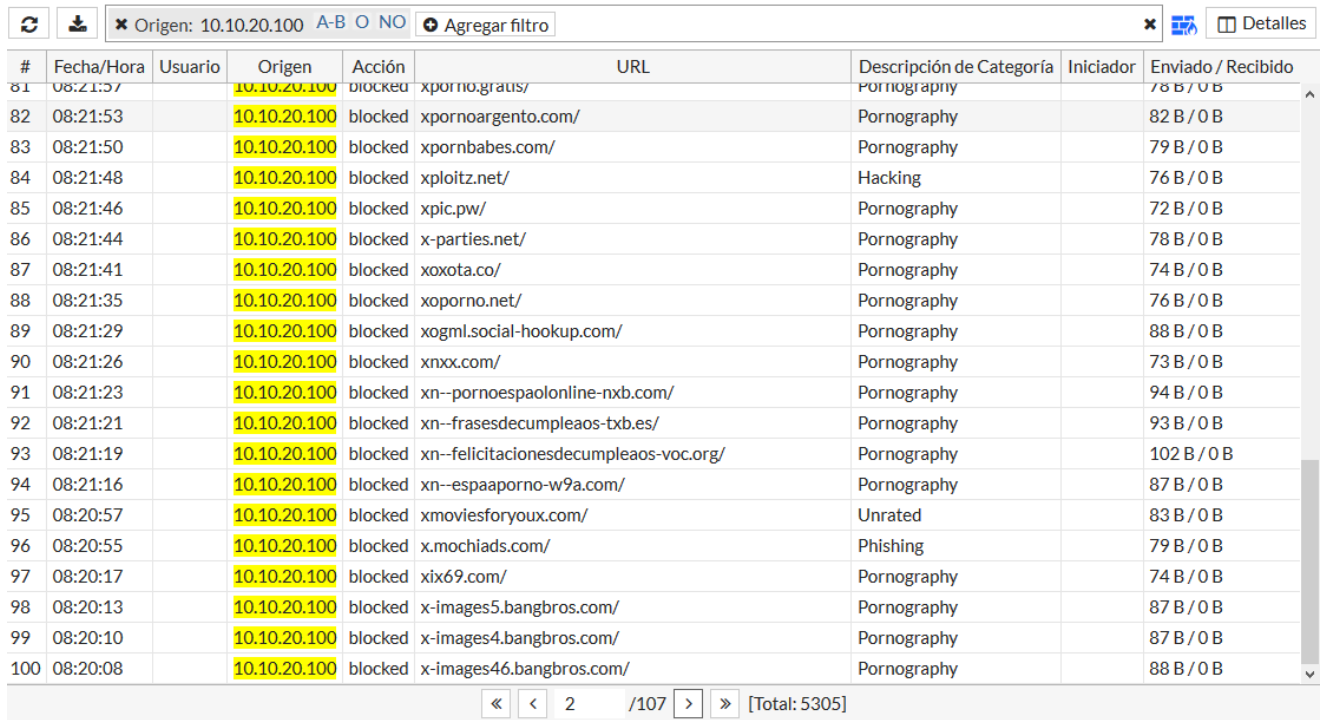 Origen: 10.10.20.100 A-B O NO Agregar filtro Detalles
# Fecha/Hora Usuario Origen Acción URL Descripción de Categoría Iniciador Enviado / Recibido
81 08:21:57 10.10.20.100 blocked xporno.gratis/ Pornography 78 B / 0 B
82 08:21:53 10.10.20.100 blocked xpornoargento.com/ Pornography 82 B / 0 B
83 08:21:50 10.10.20.100 blocked xpornbabes.com/ Pornography 79 B / 0 B
84 08:21:48 10.10.20.100 blocked xploitz.net/ Hacking 76 B / 0 B
85 08:21:46 10.10.20.100 blocked xpic.pw/ Pornography 72 B / 0 B
86 08:21:44 10.10.20.100 blocked x-parties.net/ Pornography 78 B / 0 B
87 08:21:41 10.10.20.100 blocked xoxota.co/ Pornography 74 B / 0 B
88 08:21:35 10.10.20.100 blocked xoporno.net/ Pornography 76 B / 0 B
89 08:21:29 10.10.20.100 blocked xogml.social-hookup.com/ Pornography 88 B / 0 B
90 08:21:26 10.10.20.100 blocked xnxx.com/ Pornography 73 B / 0 B
91 08:21:23 10.10.20.100 blocked xn--pornoespaolonline-nxb.com/ Pornography 94 B / 0 B
92 08:21:21 10.10.20.100 blocked xn--frasesdecumpleaos-txb.es/ Pornography 93 B / 0 B
93 08:21:19 10.10.20.100 blocked xn--felicitacionesdecumpleaos-voc.org/ Pornography 102 B / 0 B
94 08:21:16 10.10.20.100 blocked xn--espaaporno-w9a.com/ Pornography 87 B / 0 B
95 08:20:57 10.10.20.100 blocked xmoviesforyoux.com/ Unrated 83 B / 0 B
96 08:20:55 10.10.20.100 blocked x.mochiads.com/ Phishing 79 B / 0 B
97 08:20:17 10.10.20.100 blocked xix69.com/ Pornography 74 B / 0 B
98 08:20:13 10.10.20.100 blocked x-images5.bangbros.com/ Pornography 87 B / 0 B
99 08:20:10 10.10.20.100 blocked x-images4.bangbros.com/ Pornography 87 B / 0 B
100 08:20:08 10.10.20.100 blocked x-images46.bangbros.com/ Pornography 88 B / 0 B
« < 2 /107 > » [Total: 5305]